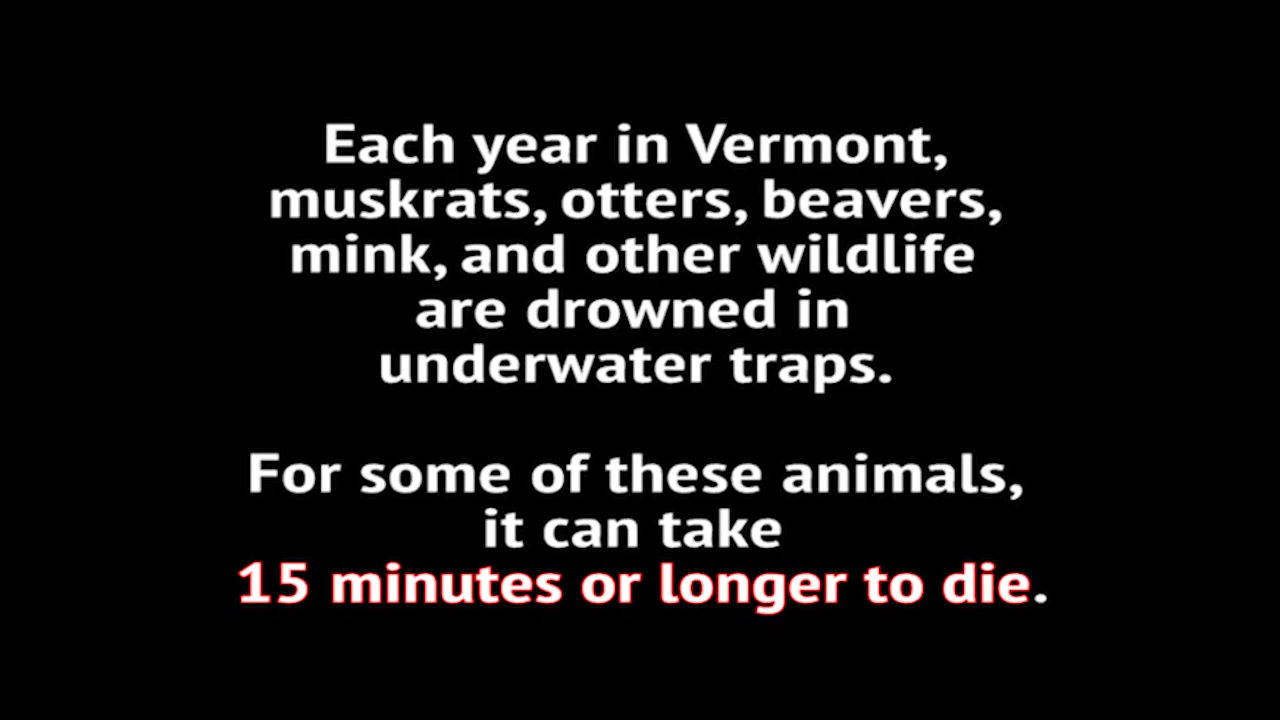 Each year in Vermont,
muskrats, otters, beavers,
mink, and other wildlife
are drowned in
underwater traps.
For some of these animals,
it can take
15 minutes or longer to die.